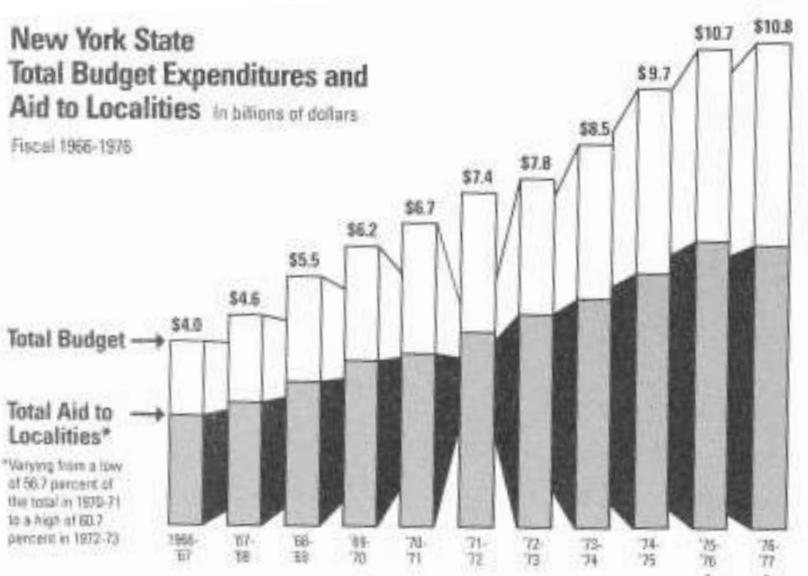 New York State
Total Budget Expenditures and
Aid to Localities In billions of dollars
Fiscal 1966-1976
$4.0
$4.6
$5.5
$6.2
$6.7
$7.4
$7.8
$8.5
$9.7
$10.7
$10.8
Total Budget
Total Aid to
Localities*
*Varying from a low
of 56.7 percent of
the total in 1970-71
to a high of 60.7
percent in 1972-73
1966-
'67
'67-
'68
'68-
'69
'69-
'70
'70-
'71
'71-
'72
'72-
'73
'73-
'74
'74-
'75
'75-
'76
'76-
'77